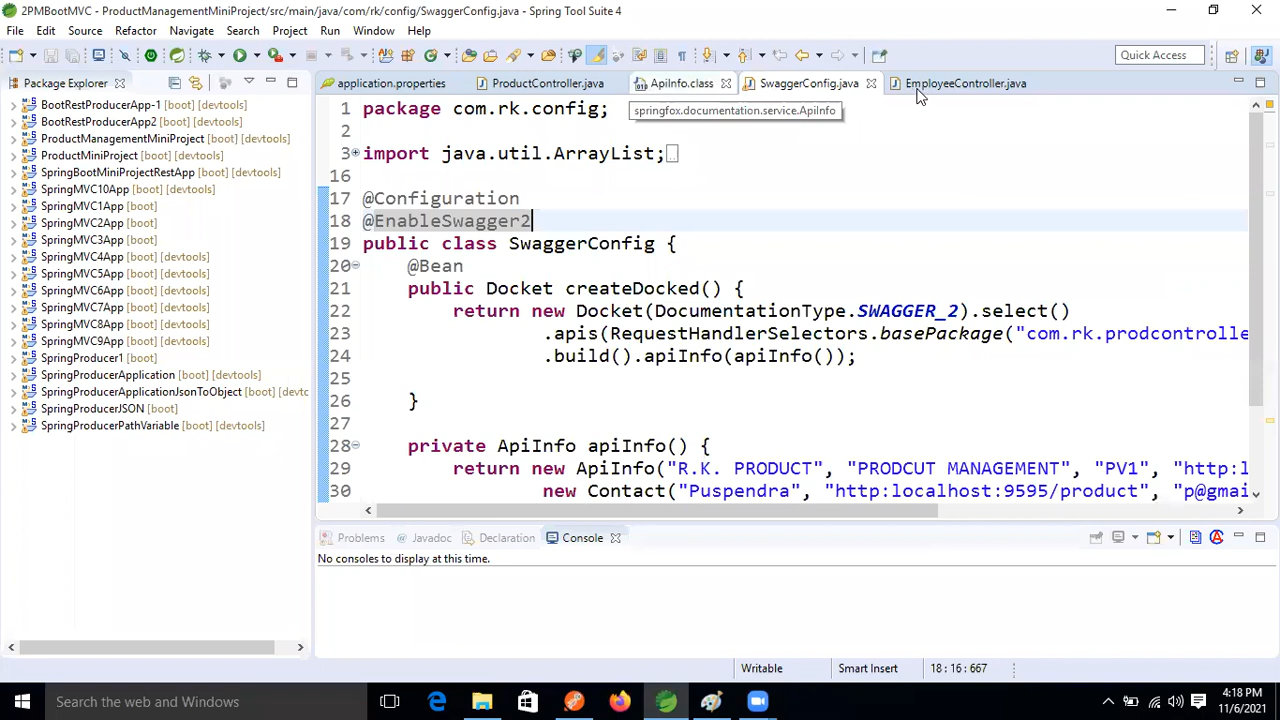 2PMBootMVC - ProductManagementMiniProject/src/main/java/com/rk/config/SwaggerConfig.java - Spring Tool Suite 4
File Edit Source Refactor Navigate Search Project Run Window Help
Quick Access
Package Explorer
application.properties ProductController.java ApiInfo.class SwaggerConfig.java EmployeeController.java
springfox.documentation.service.ApiInfo
BootRestProducerApp-1 [boot] [devtools]
BootRestProducerApp2 [boot] [devtools]
ProductManagementMiniProject [boot] [devtools]
ProductMiniProject [boot] [devtools]
SpringBootMiniProjectRestApp [boot] [devtools]
SpringMVC10App [boot] [devtools]
SpringMVC1App [boot]
SpringMVC2App [boot] [devtools]
SpringMVC3App [boot]
SpringMVC4App [boot] [devtools]
SpringMVC5App [boot] [devtools]
SpringMVC6App [boot] [devtools]
SpringMVC7App [boot] [devtools]
SpringMVC8App [boot] [devtools]
SpringMVC9App [boot] [devtools]
SpringProducer1 [boot]
SpringProducerApplication [boot] [devtools]
SpringProducerApplicationJsonToObject [boot] [devtc
SpringProducerJSON [boot]
SpringProducerPathVariable [boot] [devtools]
1 package com.rk.config;
2
3 import java.util.ArrayList;
16
17 @Configuration
18 @EnableSwagger2
19 public class SwaggerConfig {
20 @Bean
21 public Docket createDocked() {
22 return new Docket(DocumentationType.SWAGGER_2).select()
23 .apis(RequestHandlerSelectors.basePackage("com.rk.prodcontrolle
24 .build().apiInfo(apiInfo());
25
26 }
27
28 private ApiInfo apiInfo() {
29 return new ApiInfo("R.K. PRODUCT", "PRODCUT MANAGEMENT", "PV1", "http:l
30 new Contact("Puspendra", "http:localhost:9595/product", "p@gmai
Problems Javadoc Declaration Console
No consoles to display at this time.
Writable Smart Insert 18 : 16 : 667
Search the web and Windows
4:18 PM
11/6/2021